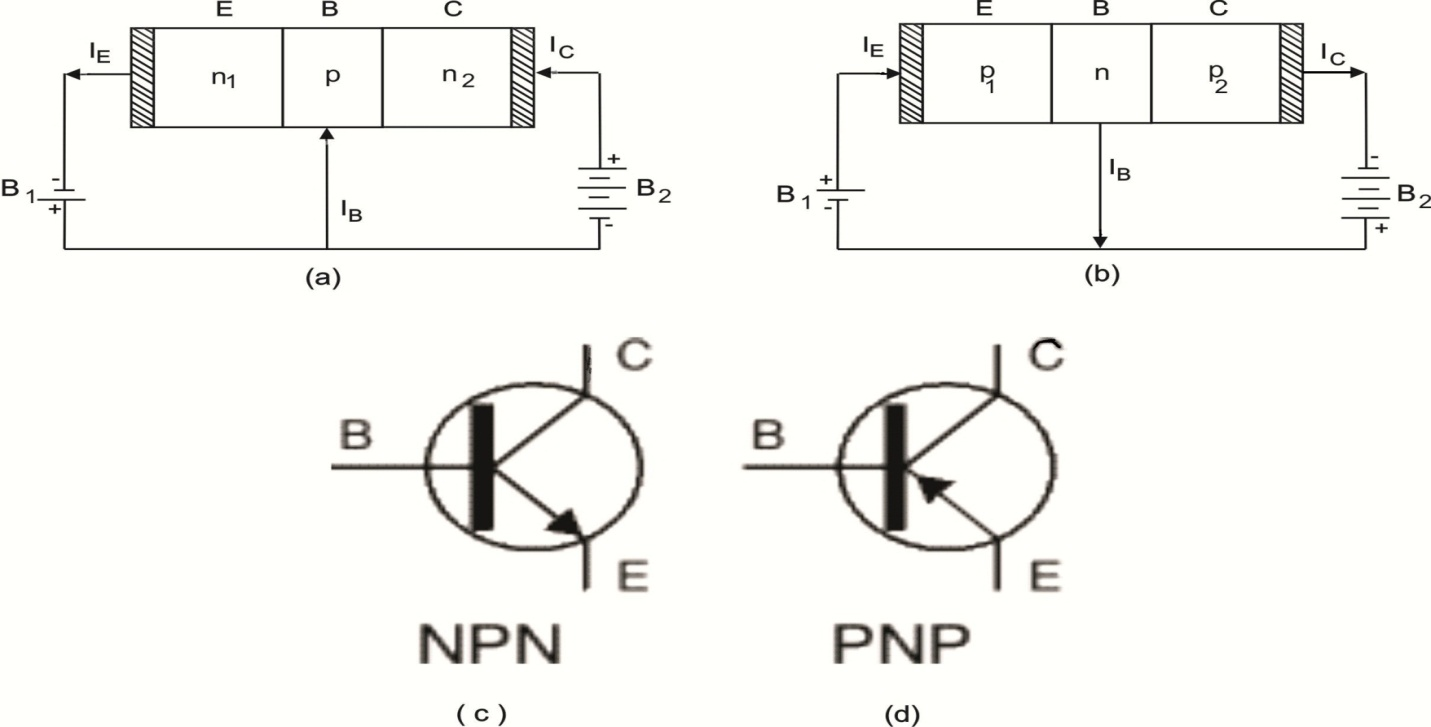 E B C
I_E I_C
n_1 p n_2
- +
B_1 B_2
+ I_B -
(a)
E B C
I_E I_C
p_1 n p_2
+ -
I_B
B_1 B_2
- +
(b)
C
B
E
NPN
(c)
C
B
E
PNP
(d)